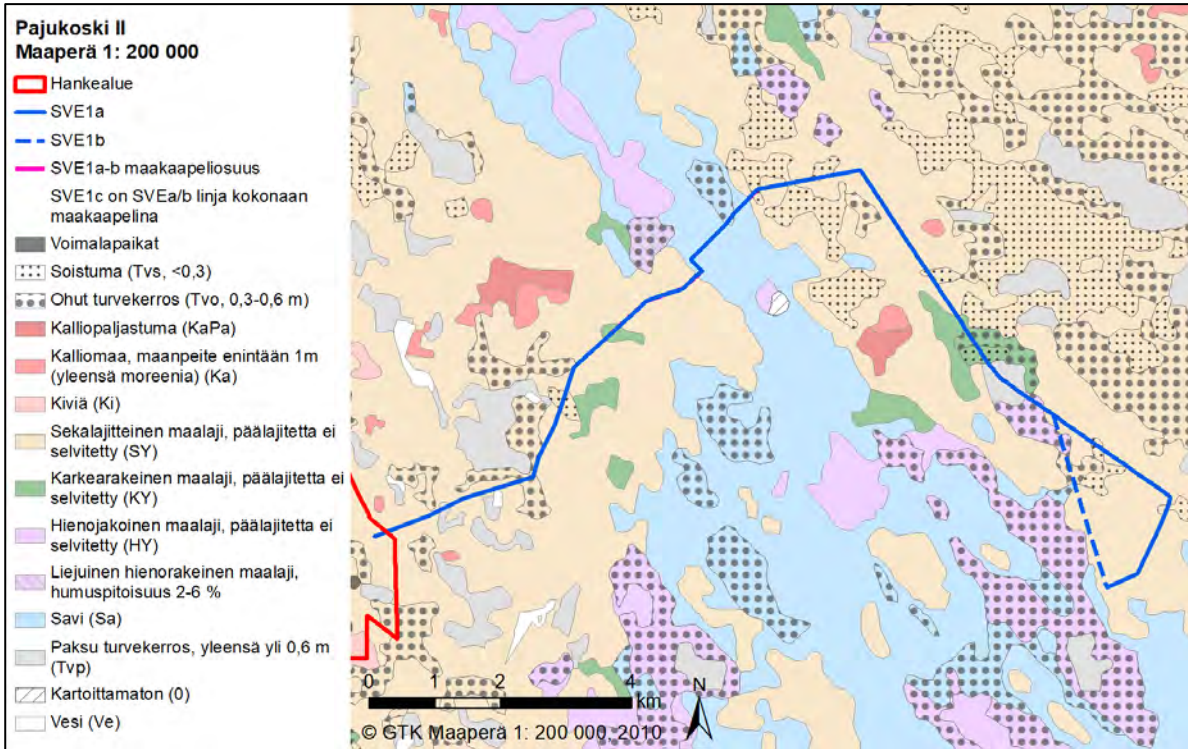 Pajukoski II
Maaperä 1: 200 000
Hankealue
SVE1a
SVE1b
SVE1a-b maakaapeliosuus
SVE1c on SVEa/b linja kokonaan
maakaapelina
Voimalapaikat
Soistuma (Tvs, <0,3)
Ohut turvekerros (Tvo, 0,3-0,6 m)
Kalliopaljastuma (KaPa)
Kalliomaa, maanpeite enintään 1m
(yleensä moreenia) (Ka)
Kiviä (Ki)
Sekalajitteinen maalaji, päälajitetta ei
selvitetty (SY)
Karkearakeinen maalaji, päälajitetta ei
selvitetty (KY)
Hienojakoinen maalaji, päälajitetta ei
selvitetty (HY)
Liejuinen hienorakeinen maalaji,
humuspitoisuus 2-6 %
Savi (Sa)
Paksu turvekerros, yleensä yli 0,6 m
(Tvp)
Kartoittamaton (0)
Vesi (Ve)
0 1 2 4
km
N
© GTK Maaperä 1: 200 000, 2010